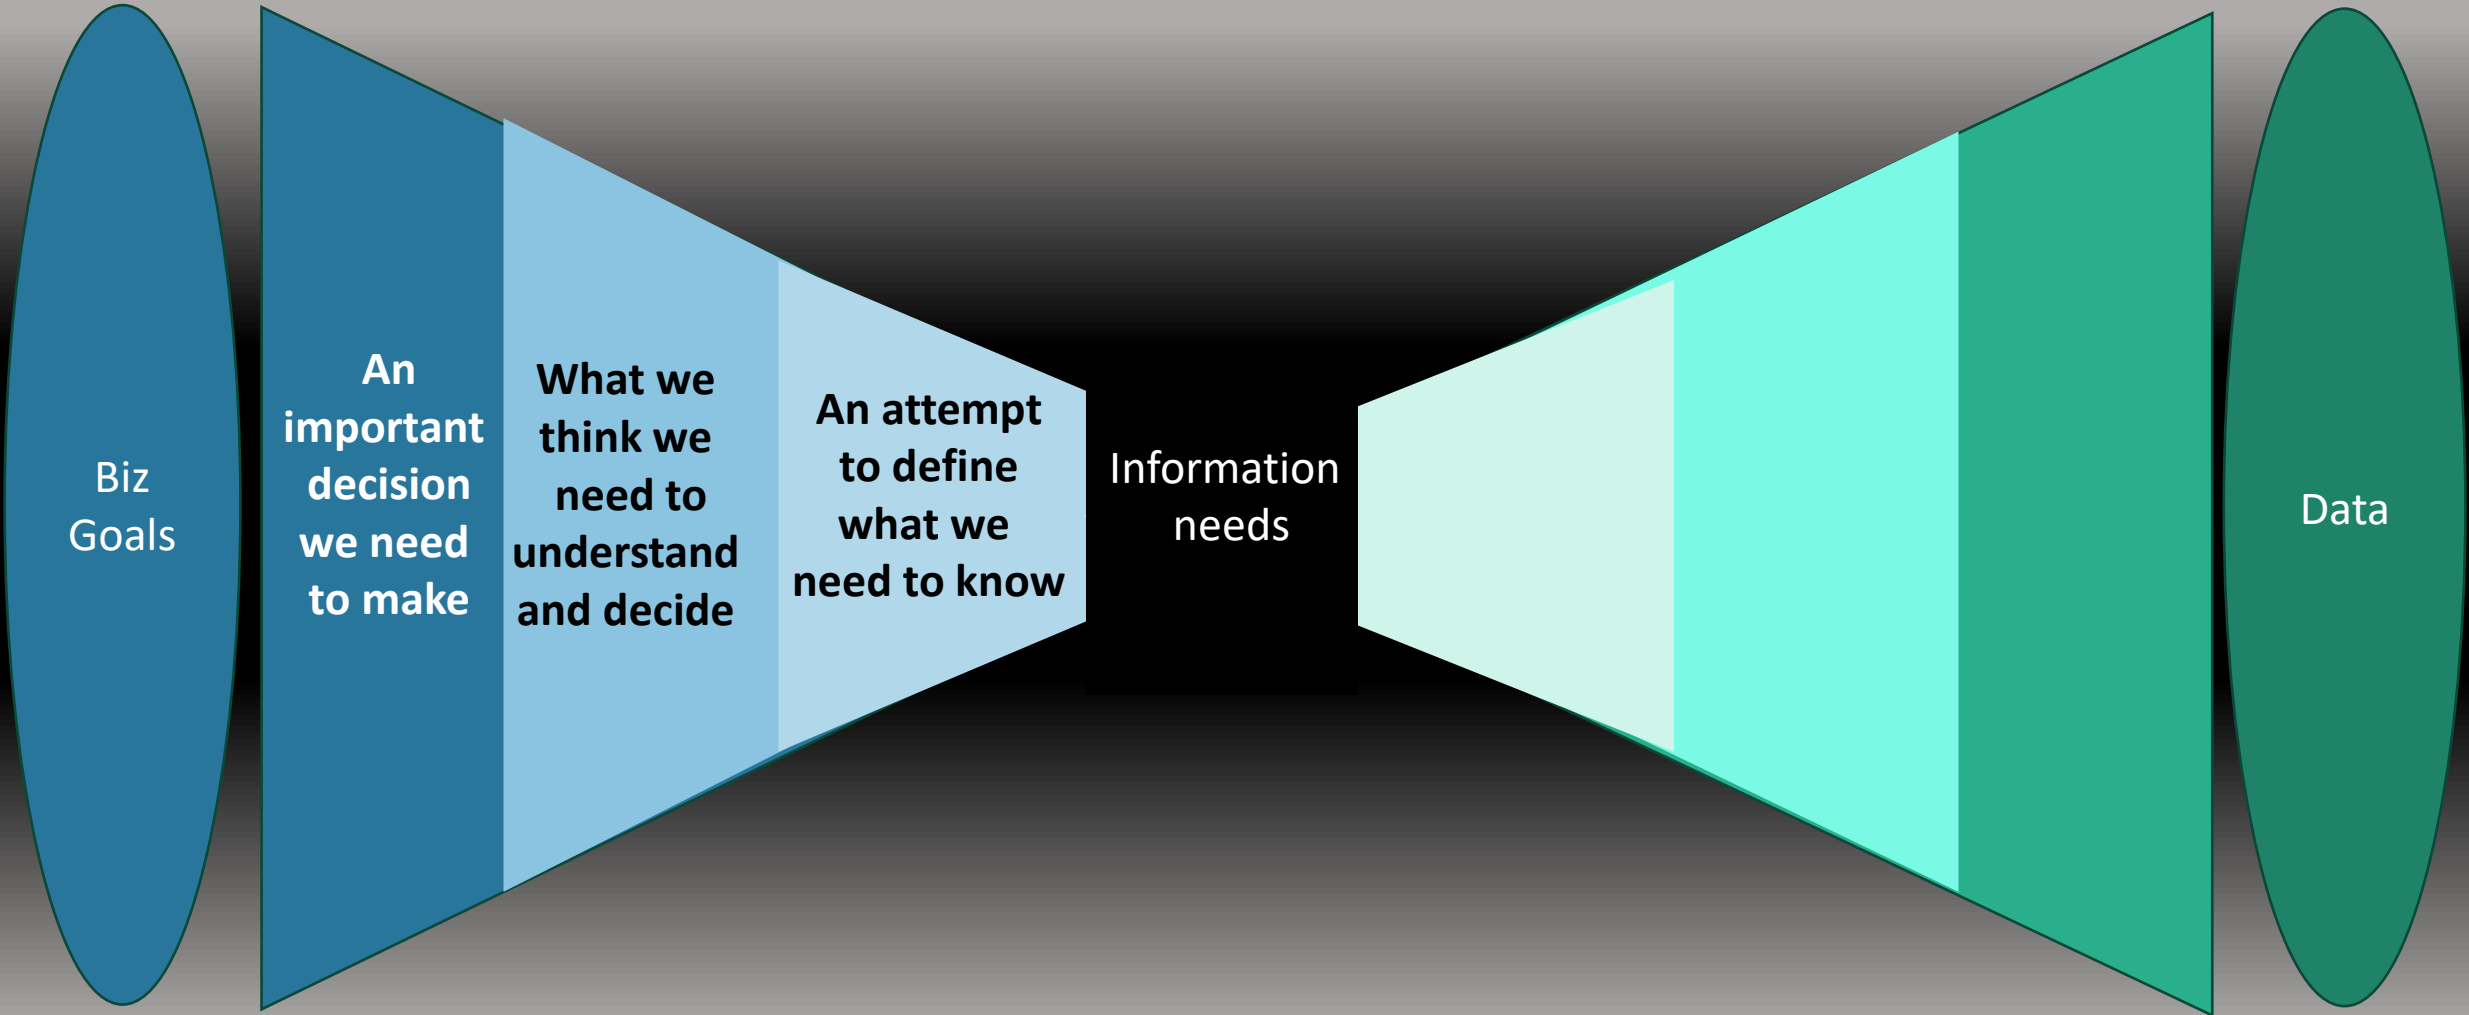 Biz
Goals
An
important
decision
we need
to make
What we
think we
need to
understand
and decide
An attempt
to define
what we
need to know
Information
needs
Data